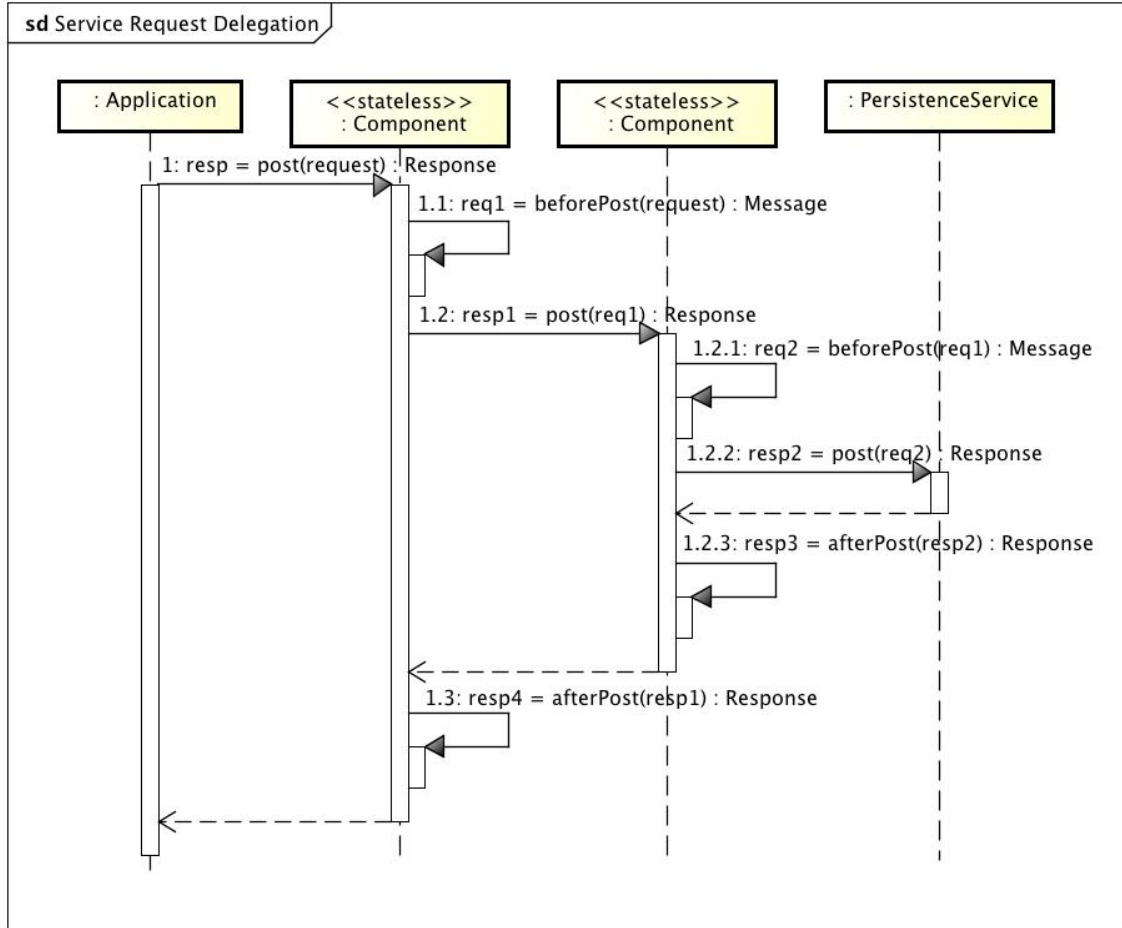 sd Service Request Delegation
: Application
<<stateless>>
: Component
<<stateless>>
: Component
: PersistenceService
1: resp = post(request) : Response
1.1: req1 = beforePost(request) : Message
1.2: resp1 = post(req1) : Response
1.2.1: req2 = beforePost(req1) : Message
1.2.2: resp2 = post(req2) : Response
1.2.3: resp3 = afterPost(resp2) : Response
1.3: resp4 = afterPost(resp1) : Response